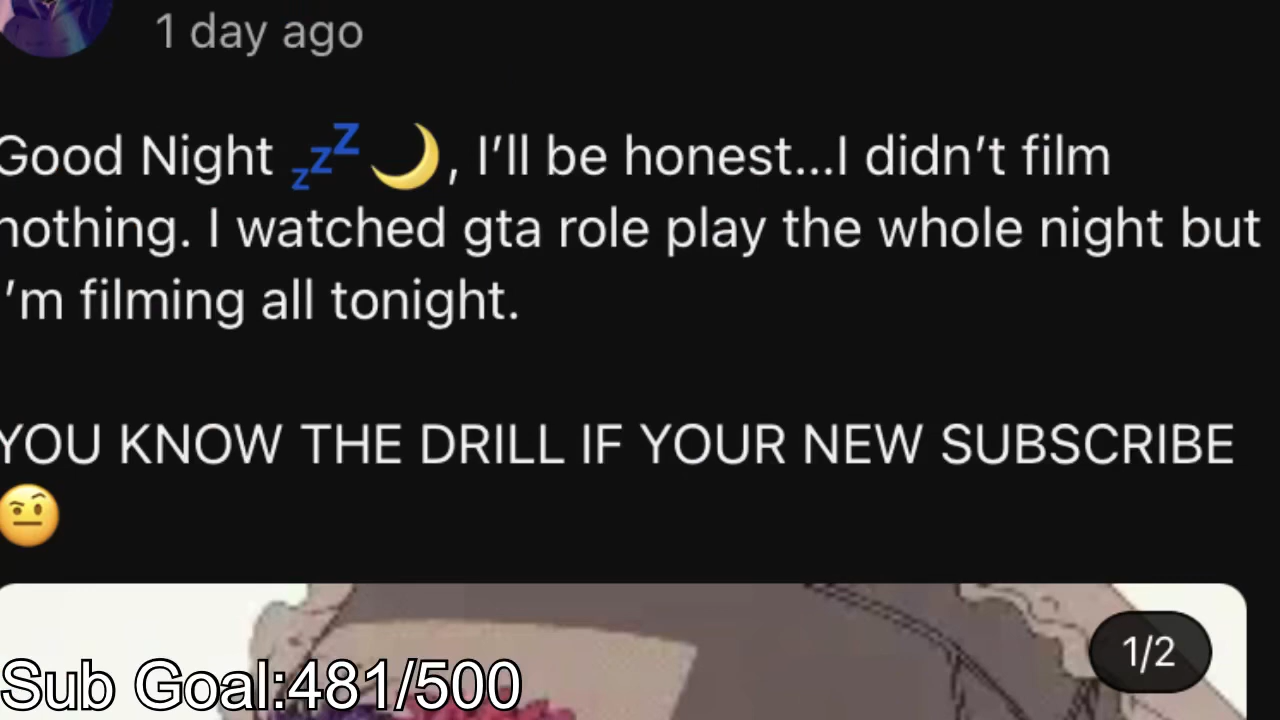 1 day ago
Good Night 💤🌙, I’ll be honest...I didn’t film
nothing. I watched gta role play the whole night but
’m filming all tonight.
YOU KNOW THE DRILL IF YOUR NEW SUBSCRIBE
🤨
1/2
Sub Goal:481/500